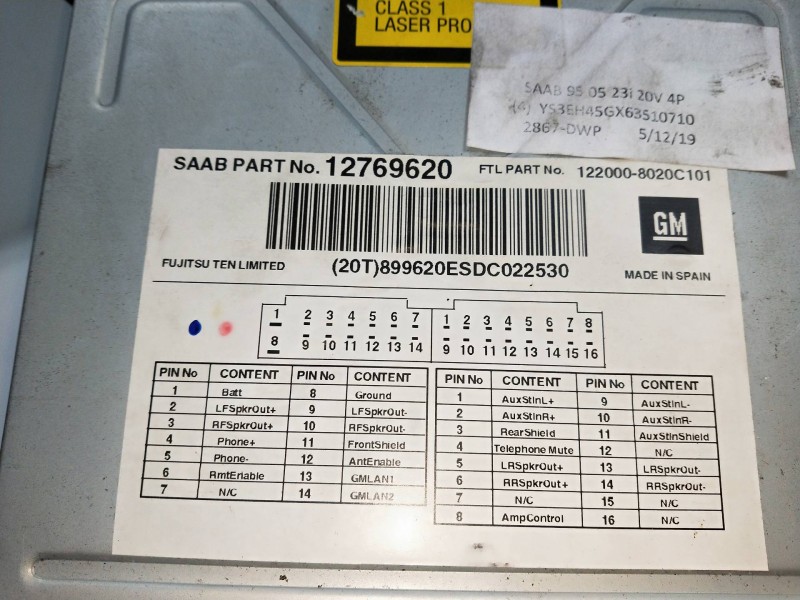 CLASS 1
LASER PRO
SAAB 95 05 23i 20V 4P
(4) YS3EH45GX63510710
2867-DWP 5/12/19
SAAB PART No. 12769620 FTL PART No. 122000-8020C101
GM
FUJITSU TEN LIMITED (20T)899620ESDC022530 MADE IN SPAIN
1 2 3 4 5 6 7 1 2 3 4 5 6 7 8
8 9 10 11 12 13 14 9 10 11 12 13 14 15 16
PIN No CONTENT PIN No CONTENT PIN No CONTENT PIN No CONTENT
1 Batt 8 Ground 1 AuxStInL+ 9 AuxStInL-
2 LFSpkrOut+ 9 LFSpkrOut- 2 AuxStInR+ 10 AuxStInR-
3 RFSpkrOut+ 10 RFSpkrOut- 3 RearShield 11 AuxStInShield
4 Phone+ 11 FrontShield 4 Telephone Mute 12 N/C
5 Phone- 12 AntEnable 5 LRSpkrOut+ 13 LRSpkrOut-
6 RmtEnable 13 GMLAN1 6 RRSpkrOut+ 14 RRSpkrOut-
7 N/C 14 GMLAN2 7 N/C 15 N/C
8 AmpControl 16 N/C